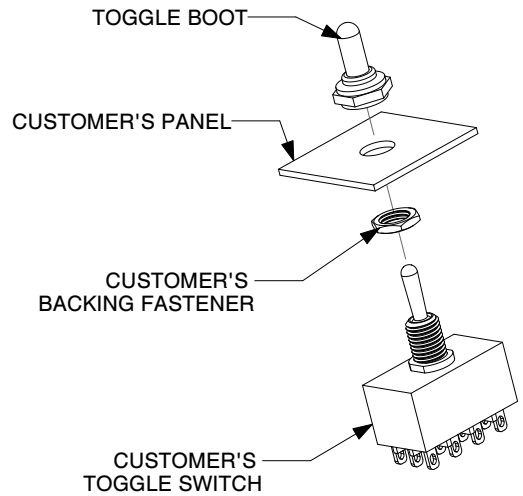 TOGGLE BOOT
CUSTOMER'S PANEL
CUSTOMER'S
BACKING FASTENER
CUSTOMER'S
TOGGLE SWITCH